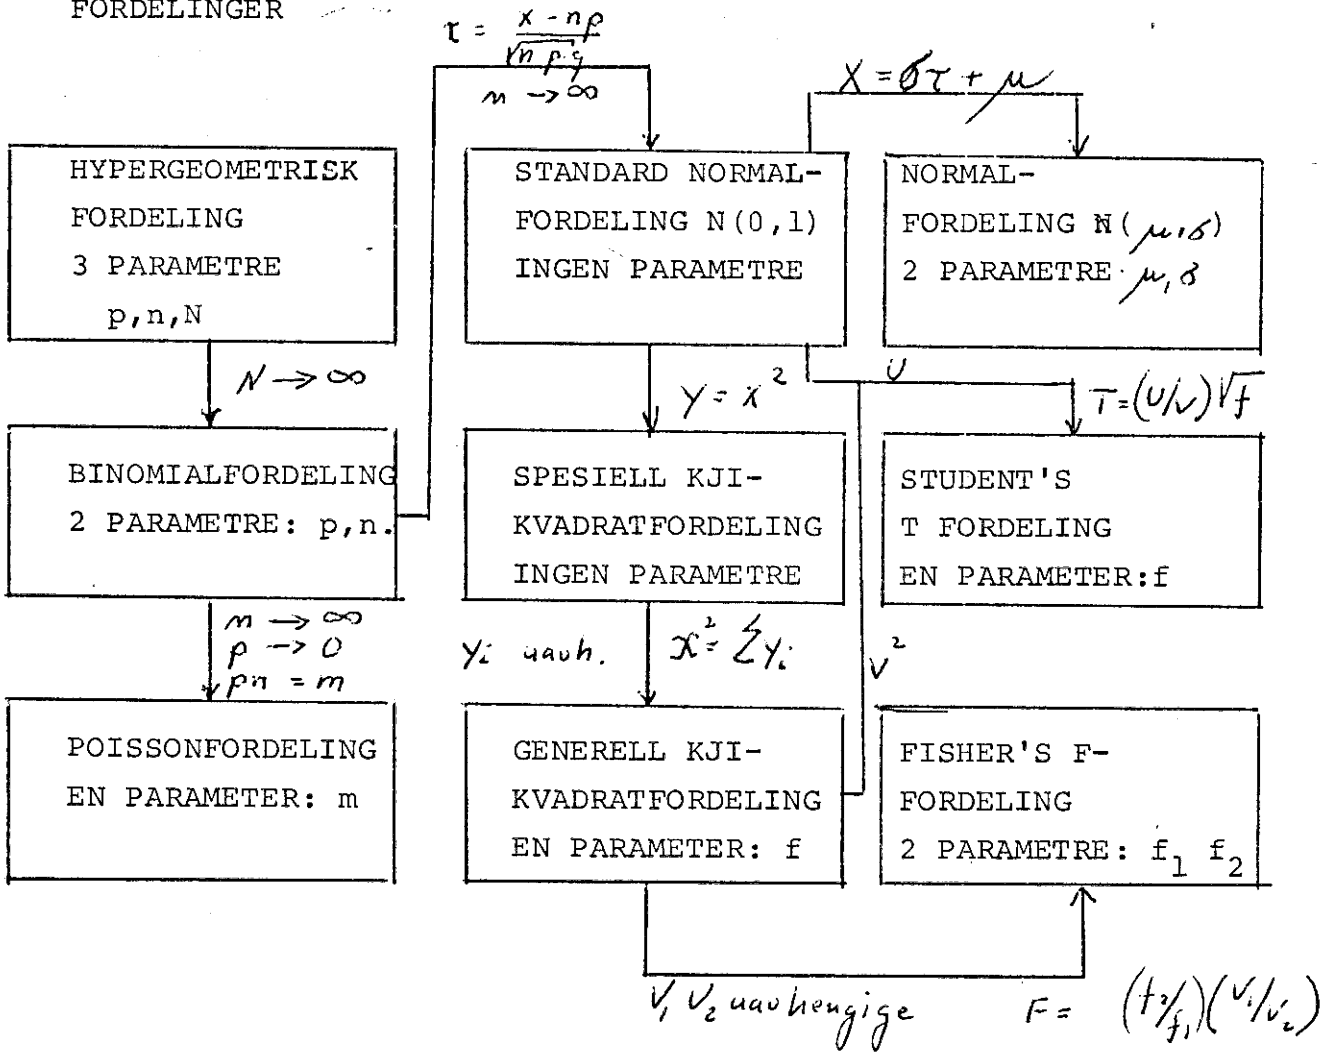 FORDELINGER
τ = x - np / √n p q
n → ∞
X = στ + μ
HYPERGEOMETRISK
FORDELING
3 PARAMETRE
p,n,N
STANDARD NORMAL-
FORDELING N(0,1)
INGEN PARAMETRE
NORMAL-
FORDELING N(μ,σ)
2 PARAMETRE μ,σ
N → ∞
Y = x²
U
T = (U/V)√f
BINOMIALFORDELING
2 PARAMETRE: p,n.
SPESIELL KJI-
KVADRATFORDELING
INGEN PARAMETRE
STUDENT'S
T FORDELING
EN PARAMETER:f
n → ∞
p → 0
pn = m
Yi uavh.
χ² = Σyi
V²
POISSONFORDELING
EN PARAMETER: m
GENERELL KJI-
KVADRATFORDELING
EN PARAMETER: f
FISHER'S F-
FORDELING
2 PARAMETRE: f₁ f₂
V₁ V₂ uavhengige
F = (f₂/f₁)(V₁/V₂)